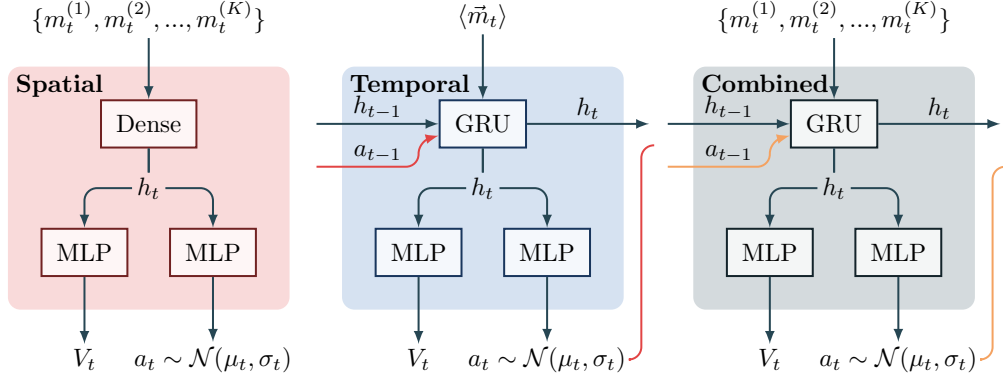 {m_t^{(1)}, m_t^{(2)}, ..., m_t^{(K)}}
Spatial
Dense
h_t
MLP
MLP
V_t
a_t ∼ 𝒩(μ_t, σ_t)
⟨m⃗_t⟩
Temporal
h_{t−1}
GRU
h_t
a_{t−1}
h_t
MLP
MLP
V_t
a_t ∼ 𝒩(μ_t, σ_t)
{m_t^{(1)}, m_t^{(2)}, ..., m_t^{(K)}}
Combined
h_{t−1}
GRU
h_t
a_{t−1}
h_t
MLP
MLP
V_t
a_t ∼ 𝒩(μ_t, σ_t)